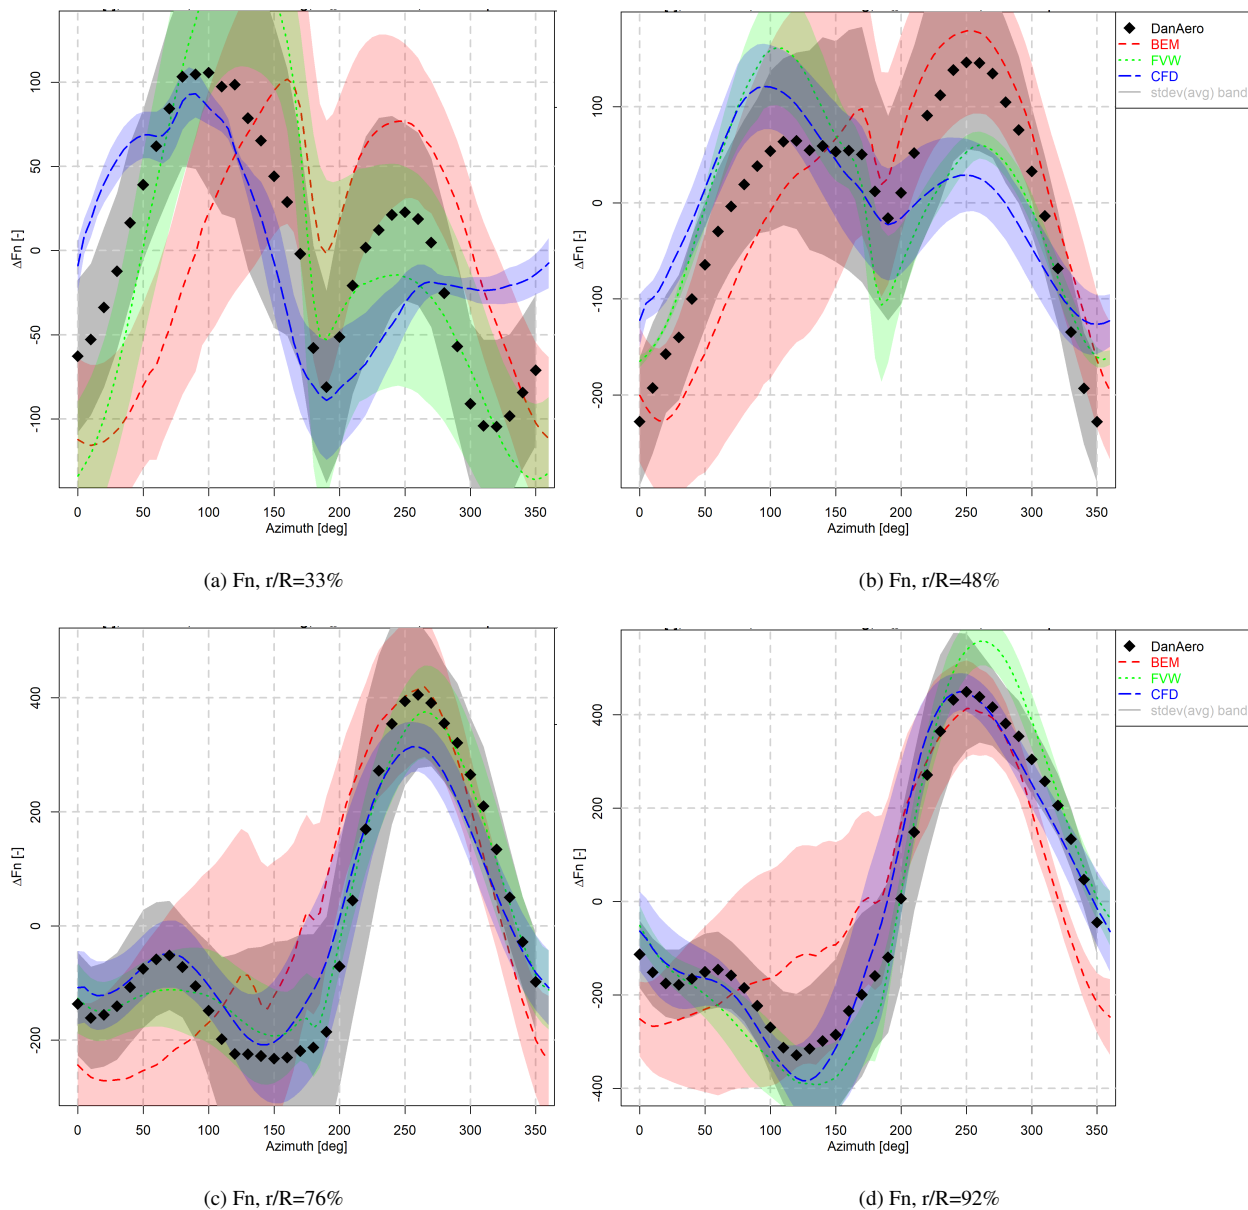 ΔFn [-]
100
50
0
-50
-100
0 50 100 150 200 250 300 350
Azimuth [deg]
(a) Fn, r/R=33%
ΔFn [-]
100
0
-100
-200
0 50 100 150 200 250 300 350
Azimuth [deg]
(b) Fn, r/R=48%
DanAero
BEM
FVW
CFD
stdev(avg) band
ΔFn [-]
400
200
0
-200
0 50 100 150 200 250 300 350
Azimuth [deg]
(c) Fn, r/R=76%
ΔFn [-]
400
200
0
-200
-400
0 50 100 150 200 250 300 350
Azimuth [deg]
(d) Fn, r/R=92%
DanAero
BEM
FVW
CFD
stdev(avg) band